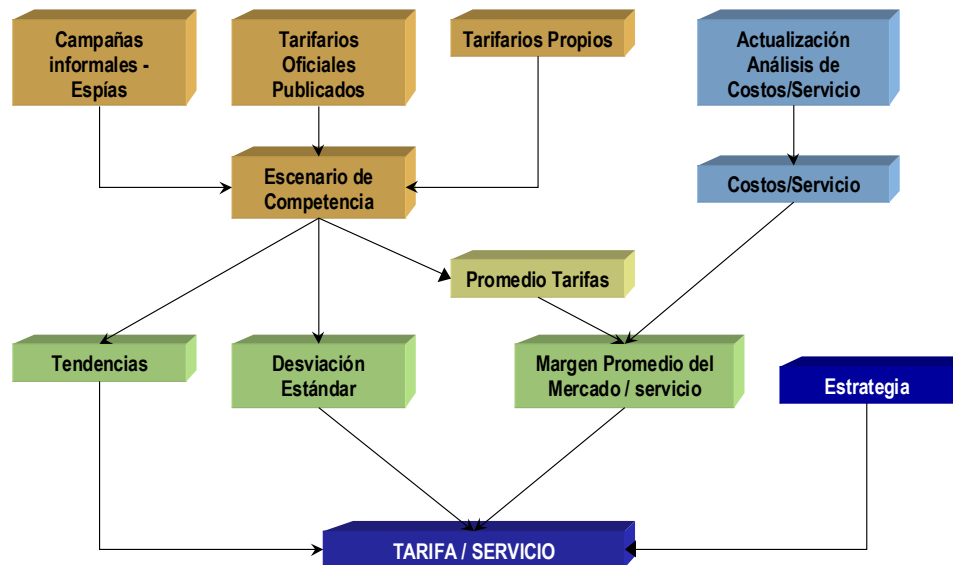 Campañas
informales -
Espías
Tarifarios
Oficiales
Publicados
Tarifarios Propios
Actualización
Análisis de
Costos/Servicio
Escenario de
Competencia
Costos/Servicio
Promedio Tarifas
Tendencias
Desviación
Estándar
Margen Promedio del
Mercado / servicio
Estrategia
TARIFA / SERVICIO